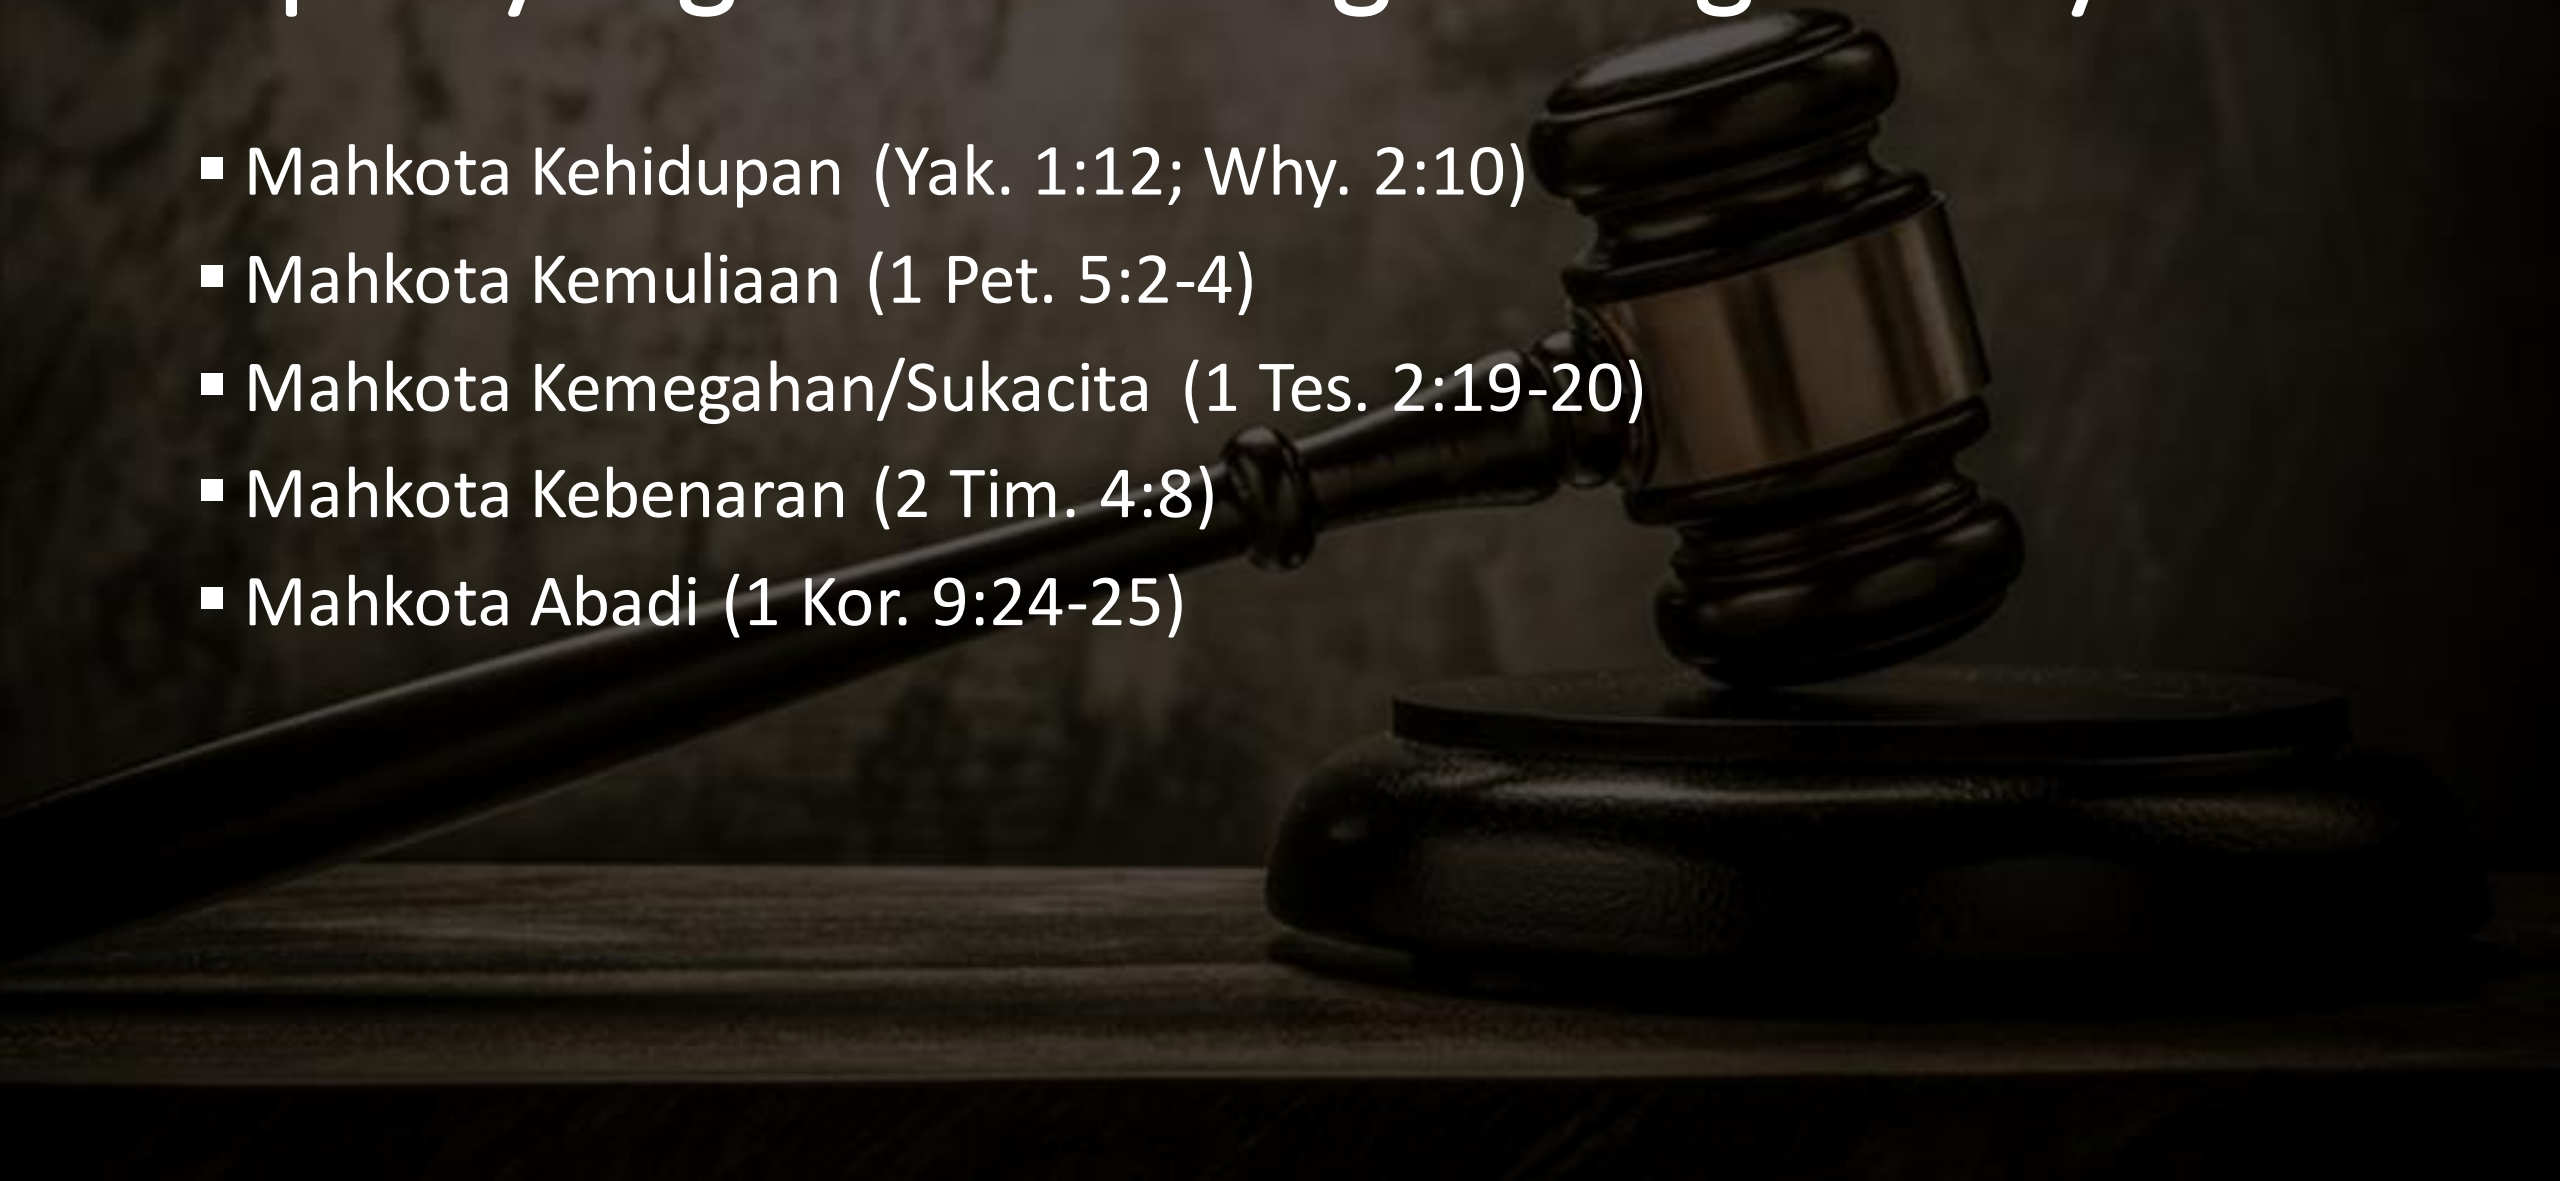 ▪ Mahkota Kehidupan (Yak. 1:12; Why. 2:10)
▪ Mahkota Kemuliaan (1 Pet. 5:2-4)
▪ Mahkota Kemegahan/Sukacita (1 Tes. 2:19-20)
▪ Mahkota Kebenaran (2 Tim. 4:8)
▪ Mahkota Abadi (1 Kor. 9:24-25)